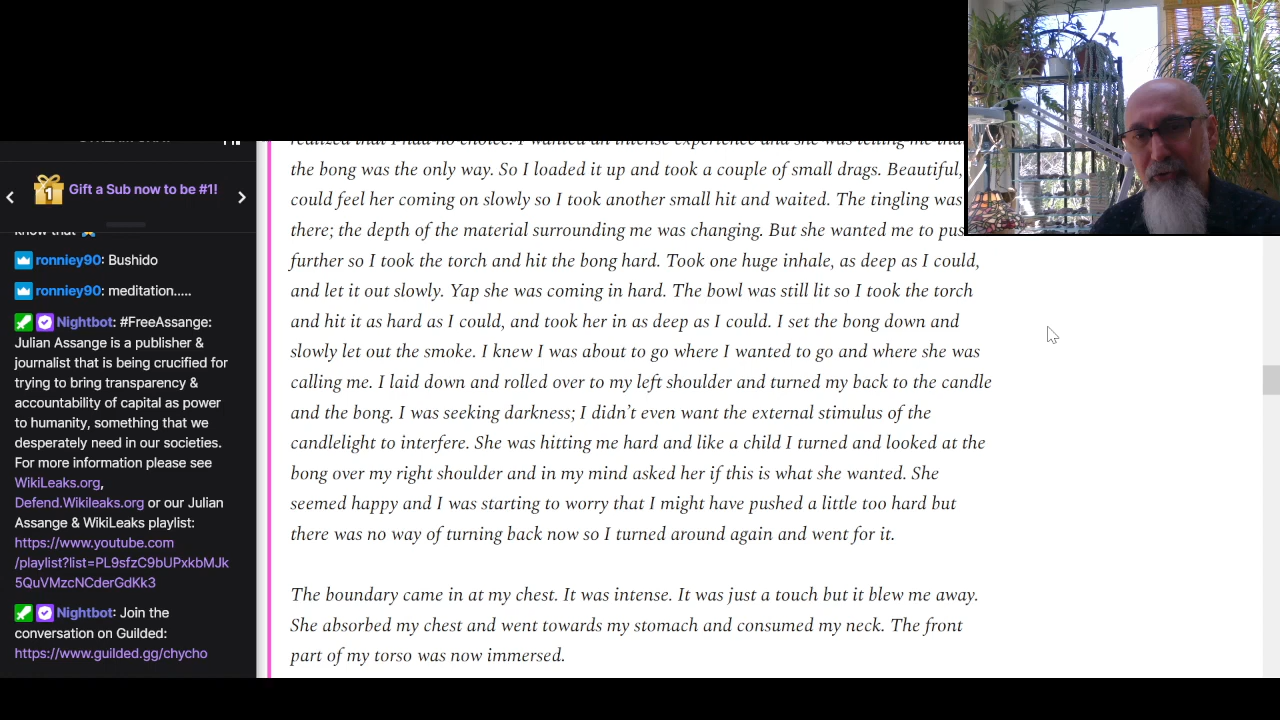 Gift a Sub now to be #1!
know that
ronniey90: Bushido
ronniey90: meditation.....
Nightbot: #FreeAssange:
Julian Assange is a publisher &
journalist that is being crucified for
trying to bring transparency &
accountability of capital as power
to humanity, something that we
desperately need in our societies.
For more information please see
WikiLeaks.org,
Defend.Wikileaks.org or our Julian
Assange & WikiLeaks playlist:
https://www.youtube.com
/playlist?list=PL9sfzC9bUPxkbMJk
5QuVMzcNCderGdKk3
Nightbot: Join the
conversation on Guilded:
https://www.guilded.gg/chycho
realized that I had no choice. I wanted an intense experience and she was telling me that
the bong was the only way. So I loaded it up and took a couple of small drags. Beautiful,
could feel her coming on slowly so I took another small hit and waited. The tingling was
there; the depth of the material surrounding me was changing. But she wanted me to
further so I took the torch and hit the bong hard. Took one huge inhale, as deep as I could,
and let it out slowly. Yap she was coming in hard. The bowl was still lit so I took the torch
and hit it as hard as I could, and took her in as deep as I could. I set the bong down and
slowly let out the smoke. I knew I was about to go where I wanted to go and where she was
calling me. I laid down and rolled over to my left shoulder and turned my back to the candle
and the bong. I was seeking darkness; I didn't even want the external stimulus of the
candlelight to interfere. She was hitting me hard and like a child I turned and looked at the
bong over my right shoulder and in my mind asked her if this is what she wanted. She
seemed happy and I was starting to worry that I might have pushed a little too hard but
there was no way of turning back now so I turned around again and went for it.
The boundary came in at my chest. It was intense. It was just a touch but it blew me away.
She absorbed my chest and went towards my stomach and consumed my neck. The front
part of my torso was now immersed.